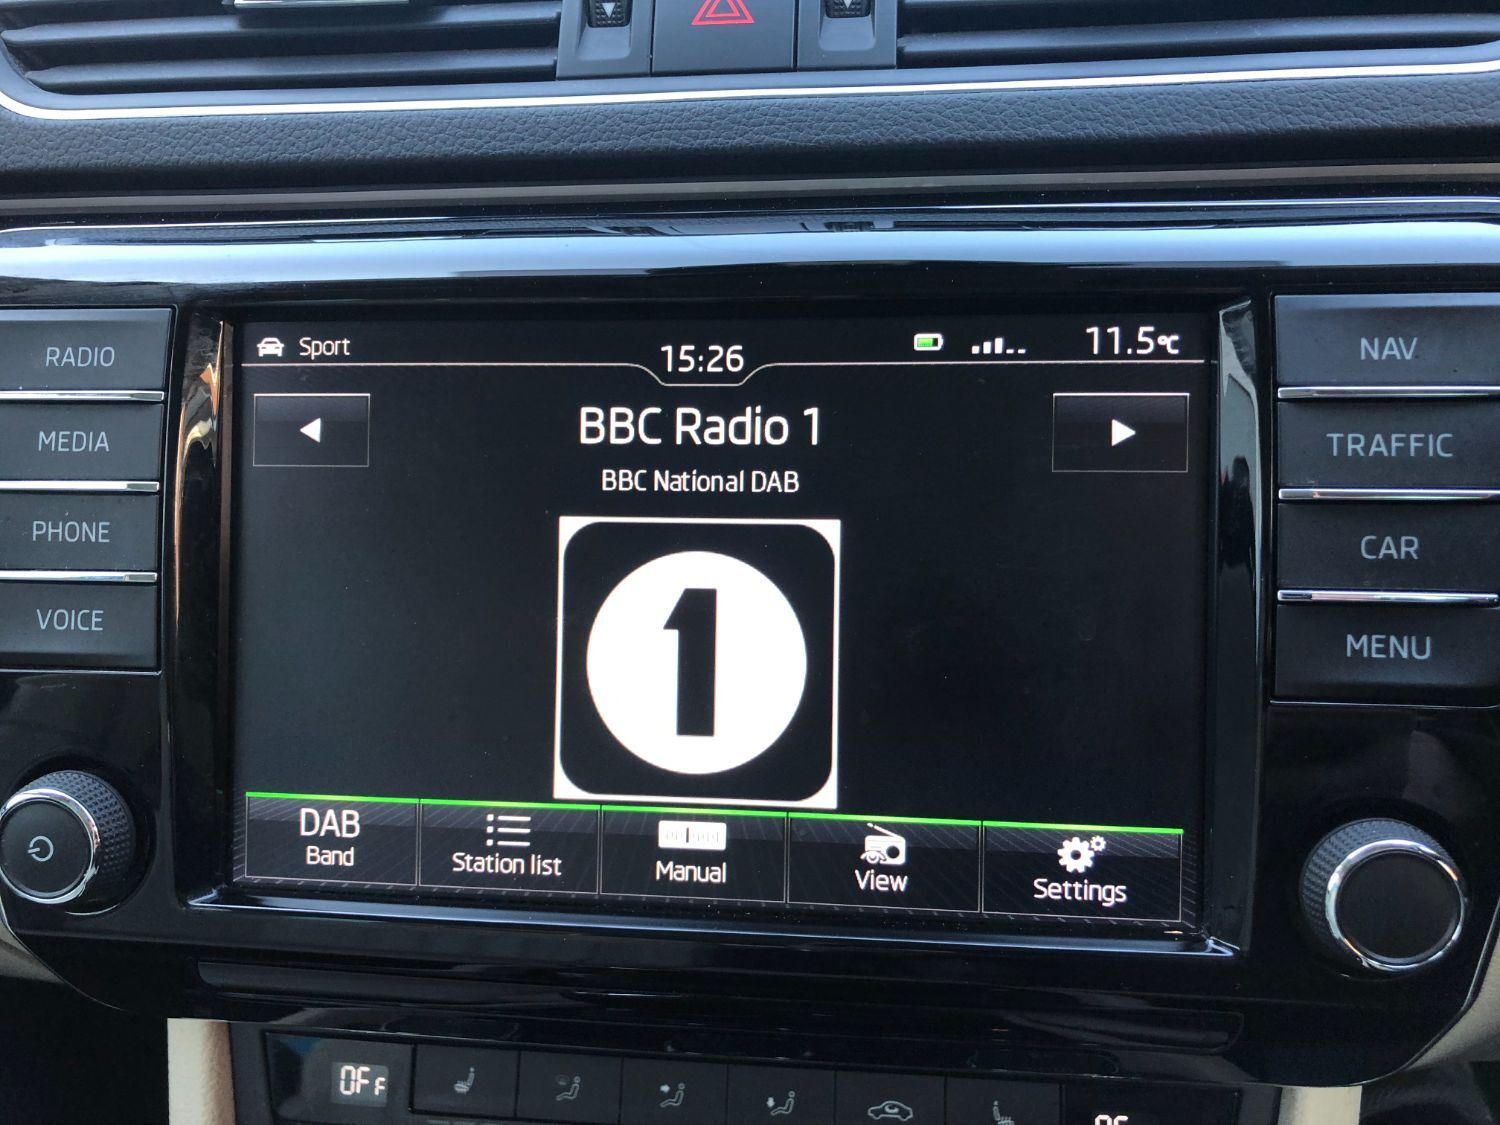 Sport
15:26
11.5°C
BBC Radio 1
BBC National DAB
1
DAB
Band
Station list
Manual
View
Settings
RADIO
MEDIA
PHONE
VOICE
NAV
TRAFFIC
CAR
MENU
OFF